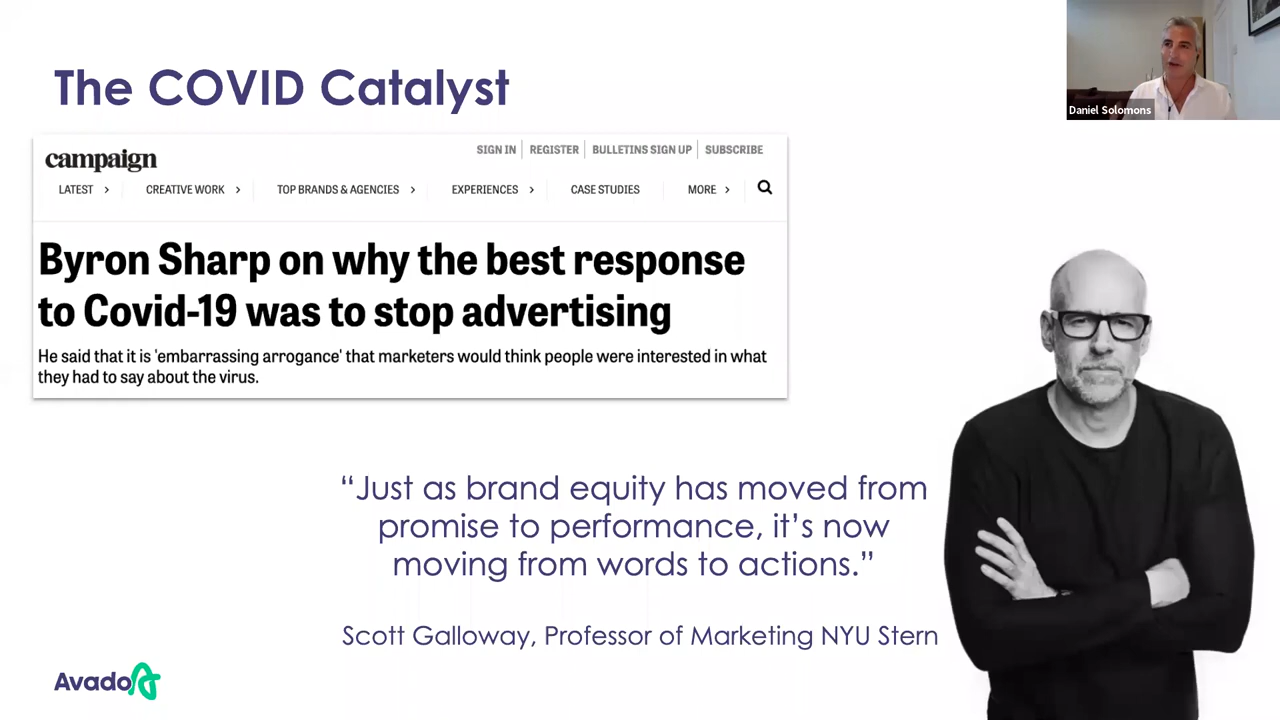 The COVID Catalyst
Daniel Solomons
campaign
SIGN IN REGISTER BULLETINS SIGN UP SUBSCRIBE
LATEST CREATIVE WORK TOP BRANDS & AGENCIES EXPERIENCES CASE STUDIES MORE
Byron Sharp on why the best response
to Covid-19 was to stop advertising
He said that it is 'embarrassing arrogance' that marketers would think people were interested in what
they had to say about the virus.
“Just as brand equity has moved from
promise to performance, it’s now
moving from words to actions.”
Scott Galloway, Professor of Marketing NYU Stern
Avado